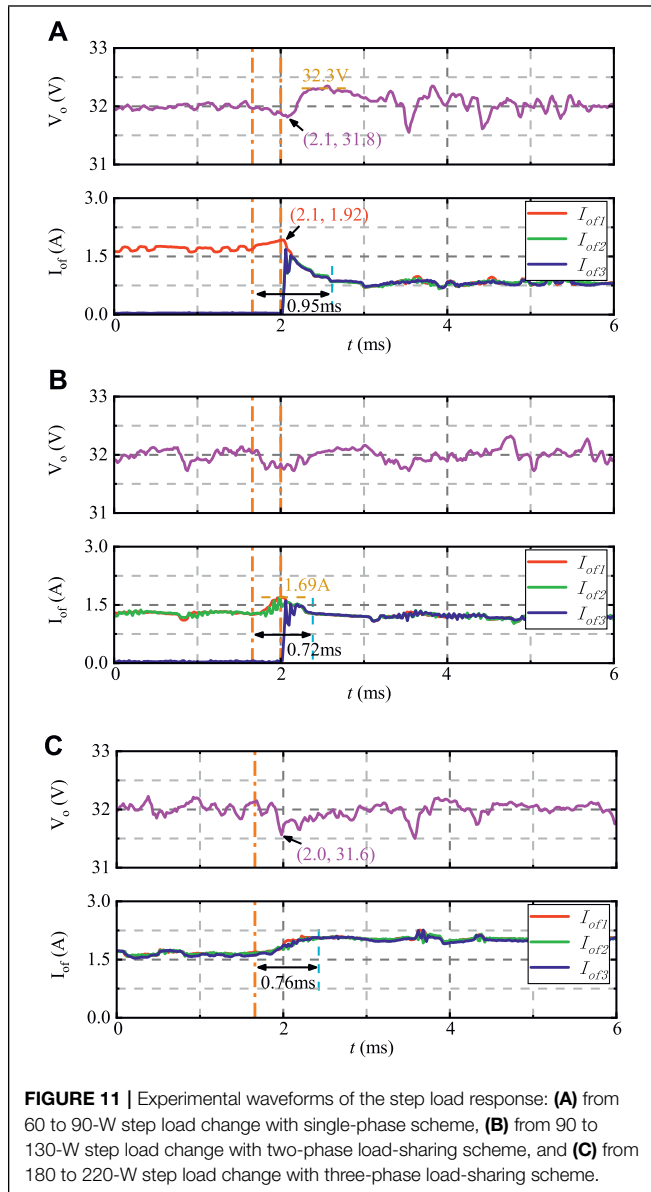 A
33
32
31
V_o (V)
32.3V
(2.1, 31.8)
3.0
1.5
0.0
I_of (A)
(2.1, 1.92)
0.95ms
I_of1
I_of2
I_of3
0 2 4 6
t (ms)
B
33
32
31
V_o (V)
3.0
1.5
0.0
I_of (A)
1.69A
0.72ms
I_of1
I_of2
I_of3
0 2 4 6
t (ms)
C
33
32
31
V_o (V)
(2.0, 31.6)
3.0
1.5
0.0
I_of (A)
0.76ms
I_of1
I_of2
I_of3
0 2 4 6
t (ms)
FIGURE 11 | Experimental waveforms of the step load response: (A) from
60 to 90-W step load change with single-phase scheme, (B) from 90 to
130-W step load change with two-phase load-sharing scheme, and (C) from
180 to 220-W step load change with three-phase load-sharing scheme.